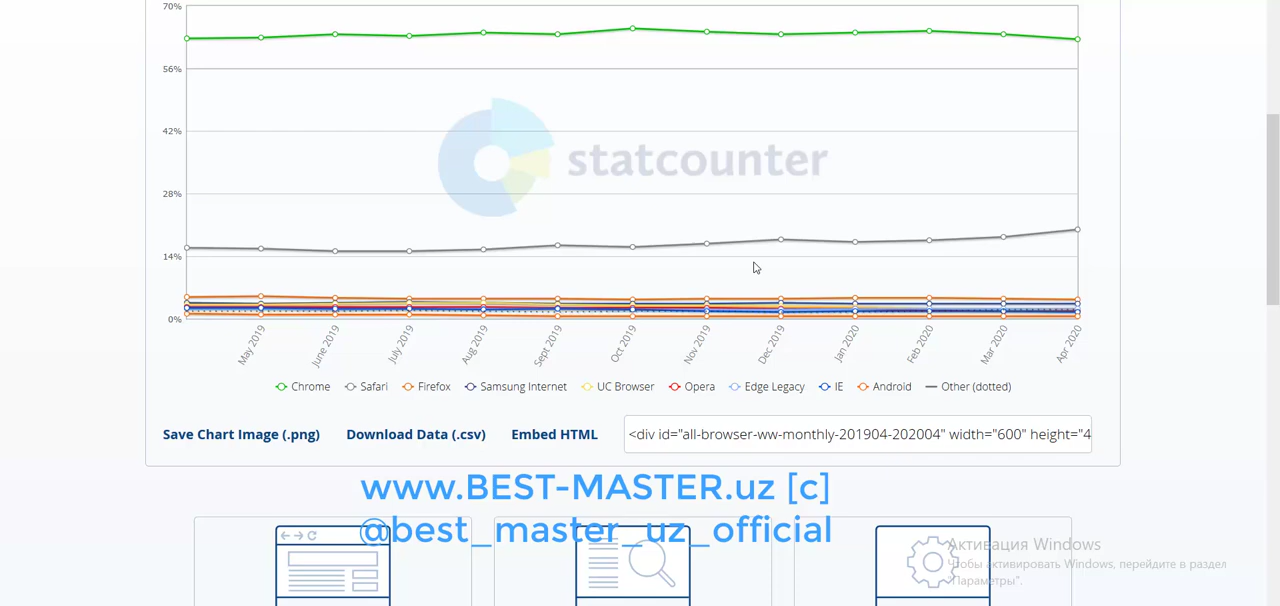 70%
56%
42%
28%
14%
0%
statcounter
May 2019
June 2019
July 2019
Aug 2019
Sept 2019
Oct 2019
Nov 2019
Dec 2019
Jan 2020
Feb 2020
Mar 2020
Apr 2020
Chrome Safari Firefox Samsung Internet UC Browser Opera Edge Legacy IE Android Other (dotted)
Save Chart Image (.png) Download Data (.csv) Embed HTML <div id="all-browser-ww-monthly-201904-202004" width="600" height="4
www.BEST-MASTER.uz [c]
@best_master_uz_official
Активация Windows
Чтобы активировать Windows, перейдите в раздел
"Параметры".